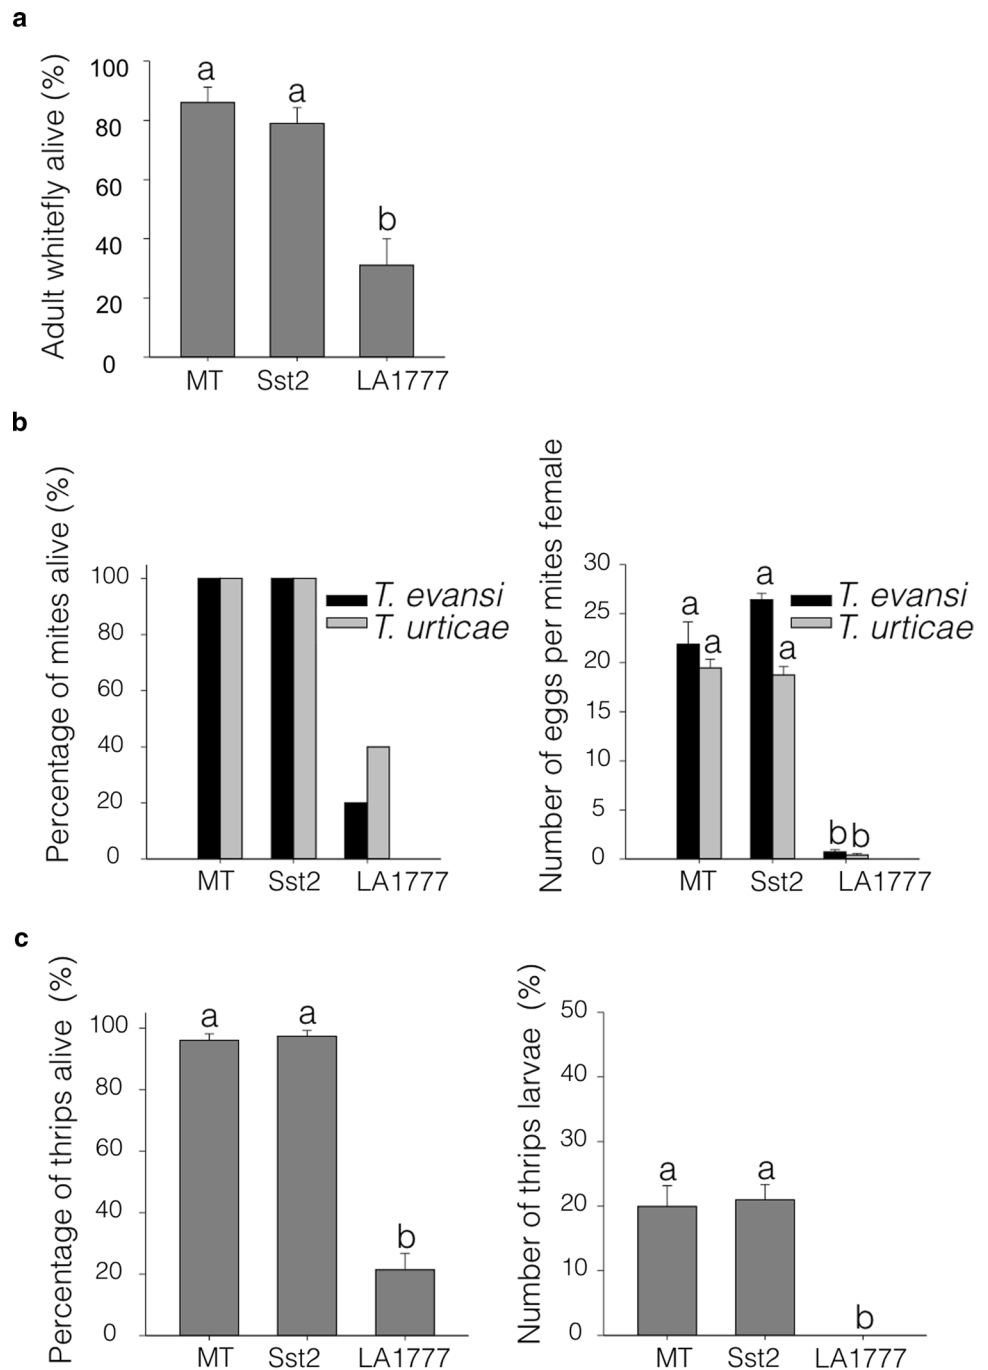 a
Adult whitefly alive (%)
100
80
60
40
20
0
a
a
b
MT Sst2 LA1777
b
Percentage of mites alive (%)
100
80
60
40
20
0
T. evansi
T. urticae
MT Sst2 LA1777
Number of eggs per mites female
30
25
20
15
10
5
0
a
a
a
a
b b
T. evansi
T. urticae
MT Sst2 LA1777
c
Percentage of thrips alive (%)
100
80
60
40
20
0
a
a
b
MT Sst2 LA1777
Number of thrips larvae (%)
50
40
30
20
10
0
a
a
b
MT Sst2 LA1777